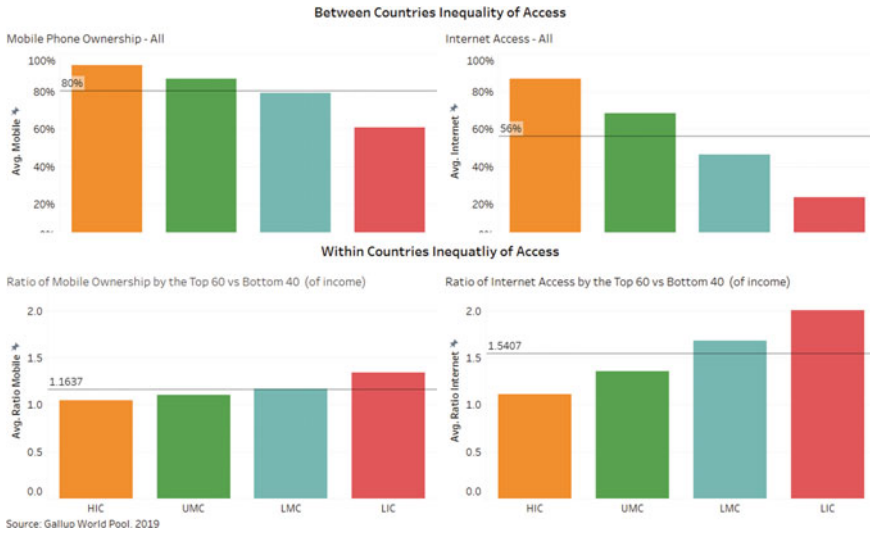 Between Countries Inequality of Access
Mobile Phone Ownership - All
100%
80%
80%
60%
40%
20%
Avg. Mobile
Internet Access - All
100%
80%
60%
56%
40%
20%
Avg. Internet
Within Countries Inequatliy of Access
Ratio of Mobile Ownership by the Top 60 vs Bottom 40 (of income)
2.0
1.5
1.1637
1.0
0.5
0.0
Avg. Ratio Mobile
HIC UMC LMC LIC
Ratio of Internet Access by the Top 60 vs Bottom 40 (of income)
2.0
1.5407
1.5
1.0
0.5
0.0
Avg. Ratio Internet
HIC UMC LMC LIC
Source: Gallup World Pool. 2019